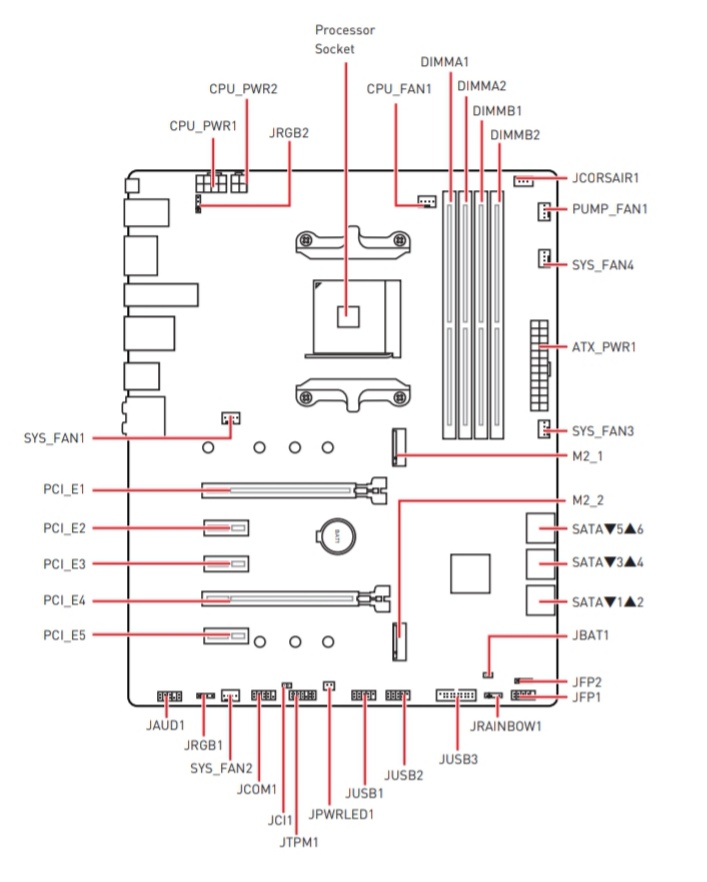 Processor
Socket
DIMMA1
CPU_PWR2
CPU_FAN1
DIMMA2
DIMMB1
CPU_PWR1
JRGB2
DIMMB2
JCORSAIR1
PUMP_FAN1
SYS_FAN4
ATX_PWR1
SYS_FAN1
SYS_FAN3
M2_1
PCI_E1
M2_2
PCI_E2
BAT1
SATA▼5▲6
PCI_E3
SATA▼3▲4
PCI_E4
SATA▼1▲2
PCI_E5
JBAT1
JFP2
JFP1
JAUD1
JRAINBOW1
JRGB1
SYS_FAN2
JUSB3
JCOM1
JUSB1
JUSB2
JCI1
JPWRLED1
JTPM1